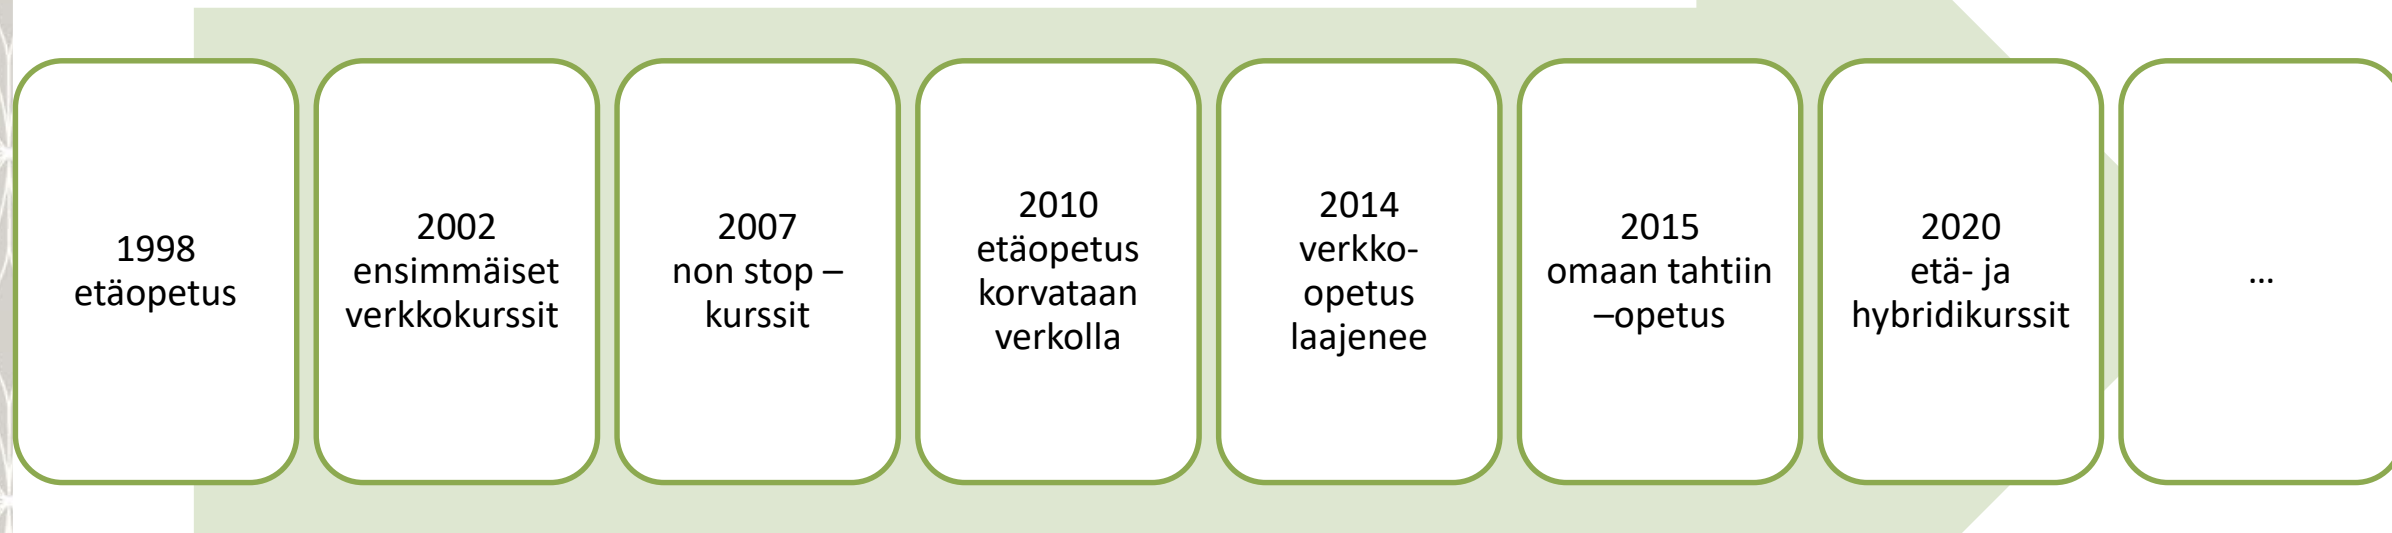 1998
etäopetus
2002
ensimmäiset
verkkokurssit
2007
non stop –
kurssit
2010
etäopetus
korvataan
verkolla
2014
verkko-
opetus
laajenee
2015
omaan tahtiin
–opetus
2020
etä- ja
hybridikurssit
…